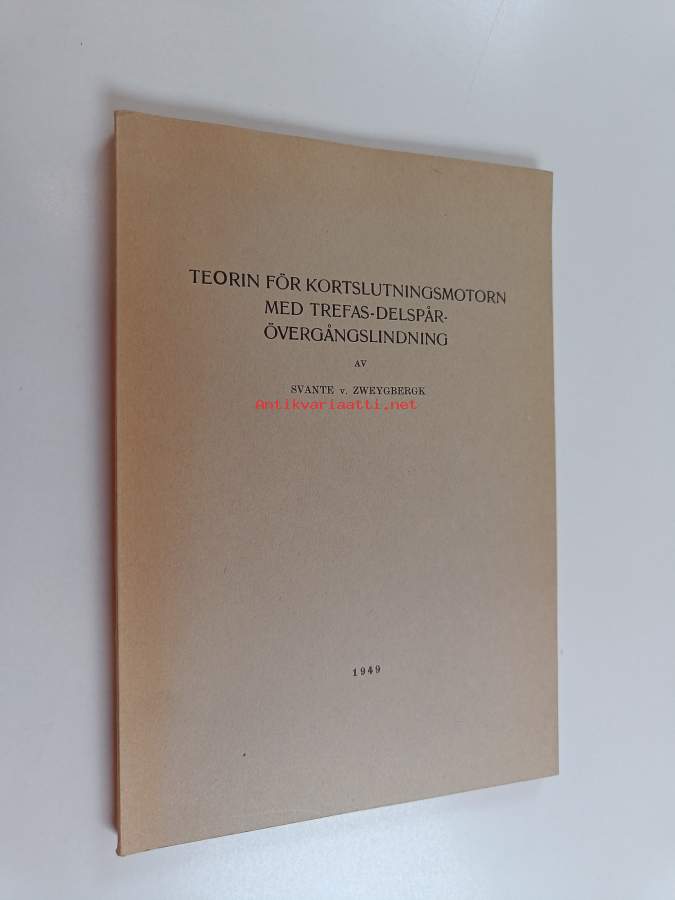 TEORIN FÖR KORTSLUTNINGSMOTORN
MED TREFAS-DELSPÅR-
ÖVERGÅNGSLINDNING
AV
SVANTE v. ZWEYGBERGK
Antikvariaatti.net
1949